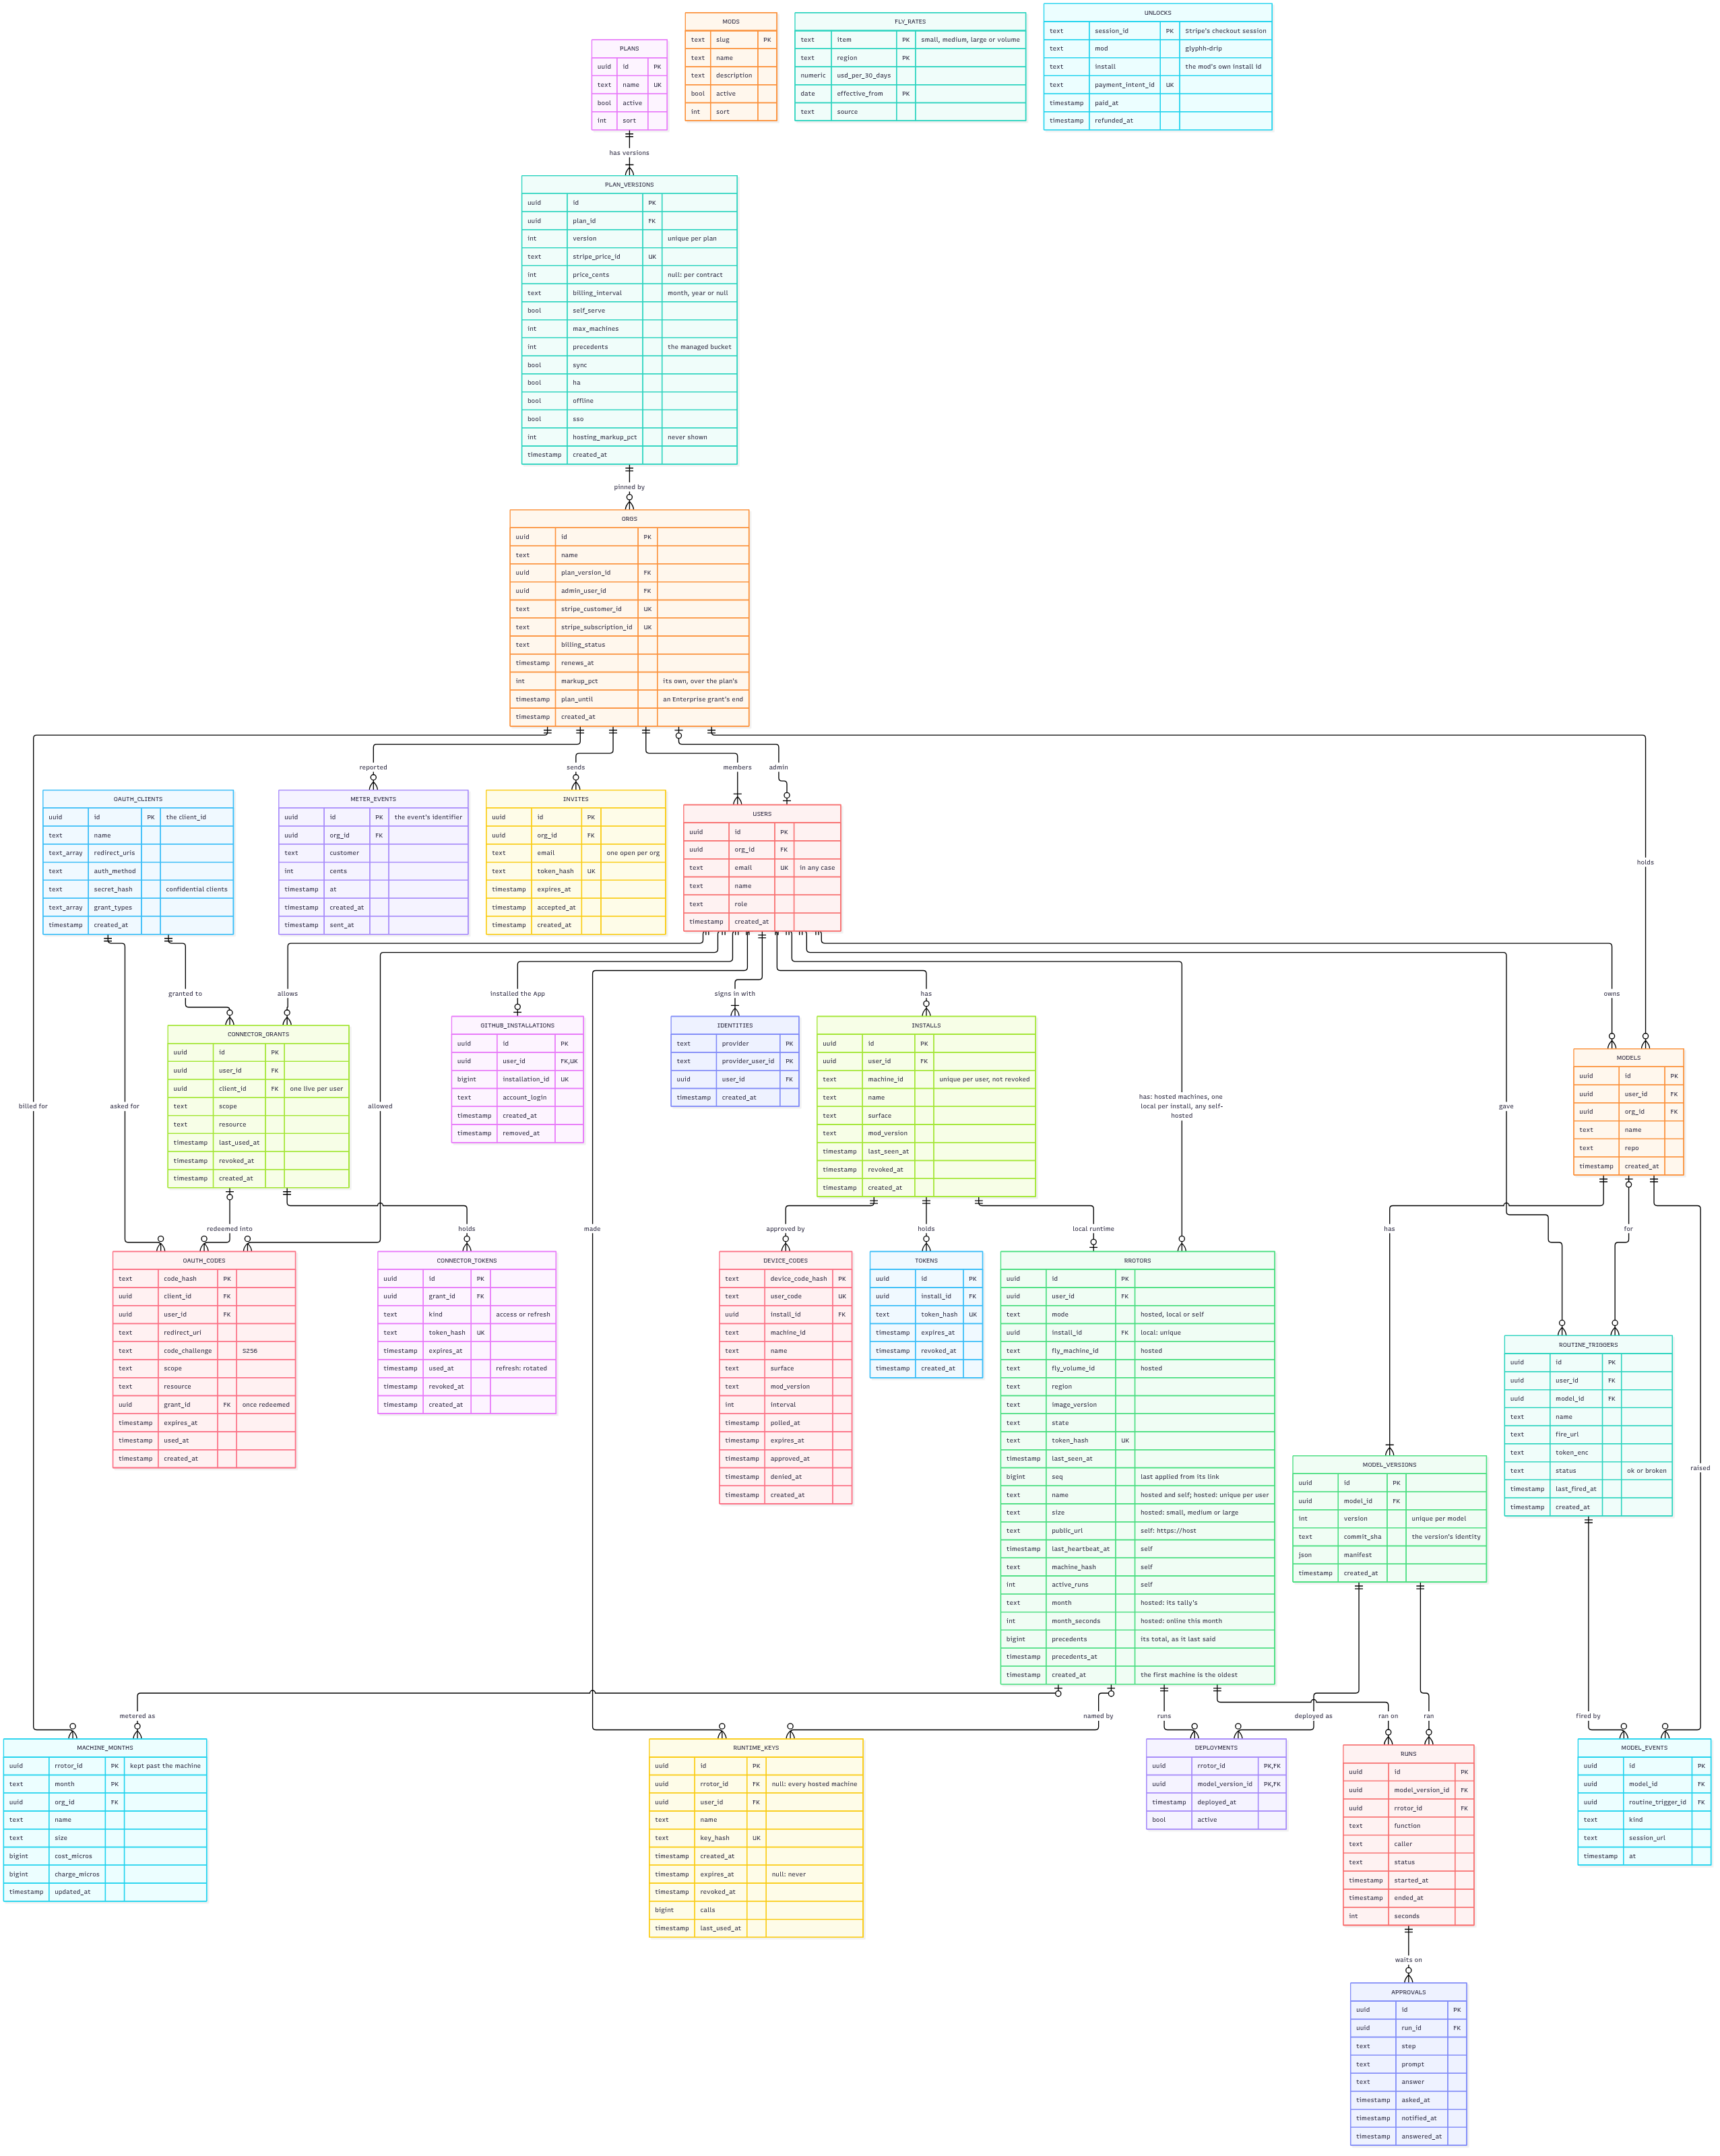 PLANS
uuid id PK
text name UK
bool active
int sort
MODS
text slug PK
text name
text description
bool active
int sort
FLY_RATES
text item PK small, medium, large or volume
text region PK
numeric usd_per_30_days
date effective_from PK
text source
UNLOCKS
text session_id PK Stripe's checkout session
text mod glyphh-drip
text install the mod's own install id
text payment_intent_id UK
timestamp paid_at
timestamp refunded_at
has versions
PLAN_VERSIONS
uuid id PK
uuid plan_id FK
int version unique per plan
text stripe_price_id UK
int price_cents null: per contract
text billing_interval month, year or null
bool self_serve
int max_machines
int precedents the managed bucket
bool sync
bool ha
bool offline
bool sso
int hosting_markup_pct never shown
timestamp created_at
pinned by
ORGS
uuid id PK
text name
uuid plan_version_id FK
uuid admin_user_id FK
text stripe_customer_id UK
text stripe_subscription_id UK
text billing_status
timestamp renews_at
int markup_pct its own, over the plan's
timestamp plan_until an Enterprise grant's end
timestamp created_at
reported
sends
members
admin
holds
OAUTH_CLIENTS
uuid id PK the client_id
text name
text_array redirect_uris
text auth_method
text secret_hash confidential clients
text_array grant_types
timestamp created_at
METER_EVENTS
uuid id PK the event's identifier
uuid org_id FK
text customer
int cents
timestamp at
timestamp created_at
timestamp sent_at
INVITES
uuid id PK
uuid org_id FK
text email one open per org
text token_hash UK
timestamp expires_at
timestamp accepted_at
timestamp created_at
USERS
uuid id PK
uuid org_id FK
text email UK in any case
text name
text role
timestamp created_at
granted to
allows
installed the App
signs in with
has
owns
CONNECTOR_GRANTS
uuid id PK
uuid user_id FK
uuid client_id FK one live per user
text scope
text resource
timestamp last_used_at
timestamp revoked_at
timestamp created_at
GITHUB_INSTALLATIONS
uuid id PK
uuid user_id FK,UK
bigint installation_id UK
text account_login
timestamp created_at
timestamp removed_at
IDENTITIES
text provider PK
text provider_user_id PK
uuid user_id FK
timestamp created_at
INSTALLS
uuid id PK
uuid user_id FK
text machine_id unique per user, not revoked
text name
text surface
text mod_version
timestamp last_seen_at
timestamp revoked_at
timestamp created_at
MODELS
uuid id PK
uuid user_id FK
uuid org_id FK
text name
text repo
timestamp created_at
billed for
asked for
allowed
has: hosted machines, one
local per install, any self-
hosted
gave
redeemed into
holds
made
approved by
holds
local runtime
has
for
OAUTH_CODES
text code_hash PK
uuid client_id FK
uuid user_id FK
text redirect_uri
text code_challenge S256
text scope
text resource
uuid grant_id FK once redeemed
timestamp expires_at
timestamp used_at
timestamp created_at
CONNECTOR_TOKENS
uuid id PK
uuid grant_id FK
text kind access or refresh
text token_hash UK
timestamp expires_at
timestamp used_at refresh: rotated
timestamp revoked_at
timestamp created_at
DEVICE_CODES
text device_code_hash PK
text user_code UK
uuid install_id FK
text machine_id
text name
text surface
text mod_version
int interval
timestamp polled_at
timestamp expires_at
timestamp approved_at
timestamp denied_at
timestamp created_at
TOKENS
uuid id PK
uuid install_id FK
text token_hash UK
timestamp expires_at
timestamp revoked_at
timestamp created_at
RROTORS
uuid id PK
uuid user_id FK
text mode hosted, local or self
uuid install_id FK local: unique
text fly_machine_id hosted
text fly_volume_id hosted
text region
text image_version
text state
text token_hash UK
timestamp last_seen_at
bigint seq last applied from its link
text name hosted and self; hosted: unique per user
text size hosted: small, medium or large
text public_url self: https://host
timestamp last_heartbeat_at self
text machine_hash self
int active_runs self
text month hosted: its tally's
int month_seconds hosted: online this month
bigint precedents its total, as it last said
timestamp precedents_at
timestamp created_at the first machine is the oldest
ROUTINE_TRIGGERS
uuid id PK
uuid user_id FK
uuid model_id FK
text name
text fire_url
text token_enc
text status ok or broken
timestamp last_fired_at
timestamp created_at
MODEL_VERSIONS
uuid id PK
uuid model_id FK
int version unique per model
text commit_sha the version's identity
json manifest
timestamp created_at
raised
metered as
named by
runs
deployed as
ran on
ran
fired by
MACHINE_MONTHS
uuid rrotor_id PK kept past the machine
text month PK
uuid org_id FK
text name
text size
bigint cost_micros
bigint charge_micros
timestamp updated_at
RUNTIME_KEYS
uuid id PK
uuid rrotor_id FK null: every hosted machine
uuid user_id FK
text name
text key_hash UK
timestamp created_at
timestamp expires_at null: never
timestamp revoked_at
bigint calls
timestamp last_used_at
DEPLOYMENTS
uuid rrotor_id PK,FK
uuid model_version_id PK,FK
timestamp deployed_at
bool active
RUNS
uuid id PK
uuid model_version_id FK
uuid rrotor_id FK
text function
text caller
text status
timestamp started_at
timestamp ended_at
int seconds
MODEL_EVENTS
uuid id PK
uuid model_id FK
uuid routine_trigger_id FK
text kind
text session_url
timestamp at
waits on
APPROVALS
uuid id PK
uuid run_id FK
text step
text prompt
text answer
timestamp asked_at
timestamp notified_at
timestamp answered_at